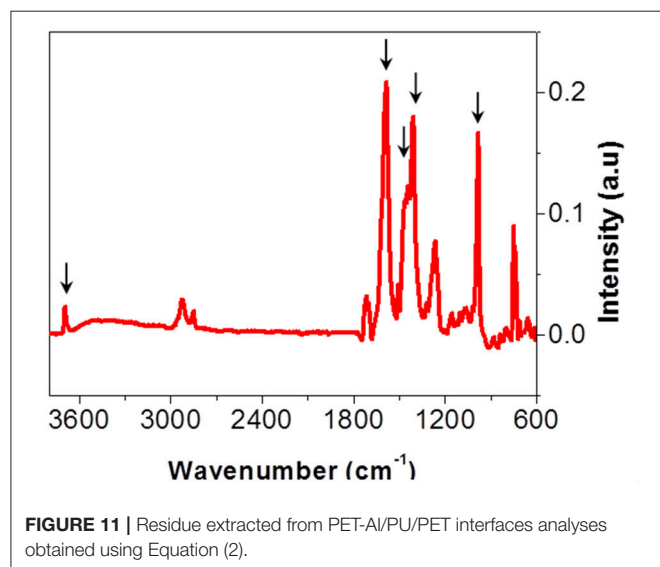 0.2
0.1
0.0
Intensity (a.u)
3600 3000 2400 1800 1200 600
Wavenumber (cm-1)
FIGURE 11 | Residue extracted from PET-Al/PU/PET interfaces analyses
obtained using Equation (2).